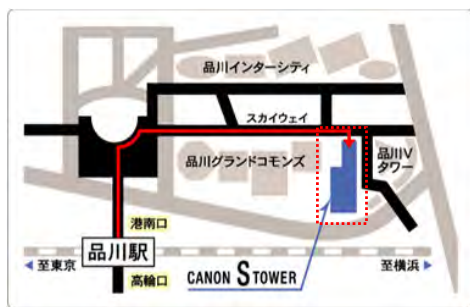 品川インターシティ
スカイウェイ
品川グランドコモンズ
品川V
タワー
港南口
品川駅
高輪口
至東京
CANON S TOWER
至横浜